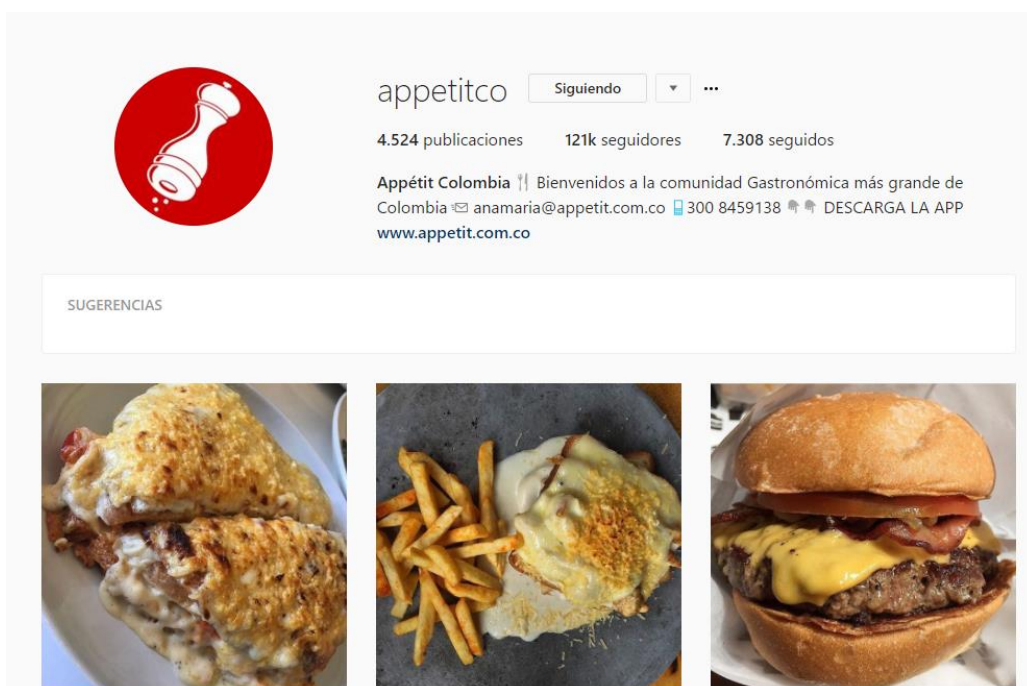 appetitco Siguiendo
4.524 publicaciones 121k seguidores 7.308 seguidos
Appétit Colombia 🍴 Bienvenidos a la comunidad Gastronómica más grande de
Colombia 📨 anamaria@appetit.com.co 📱 300 8459138 👇👇 DESCARGA LA APP
www.appetit.com.co
SUGERENCIAS